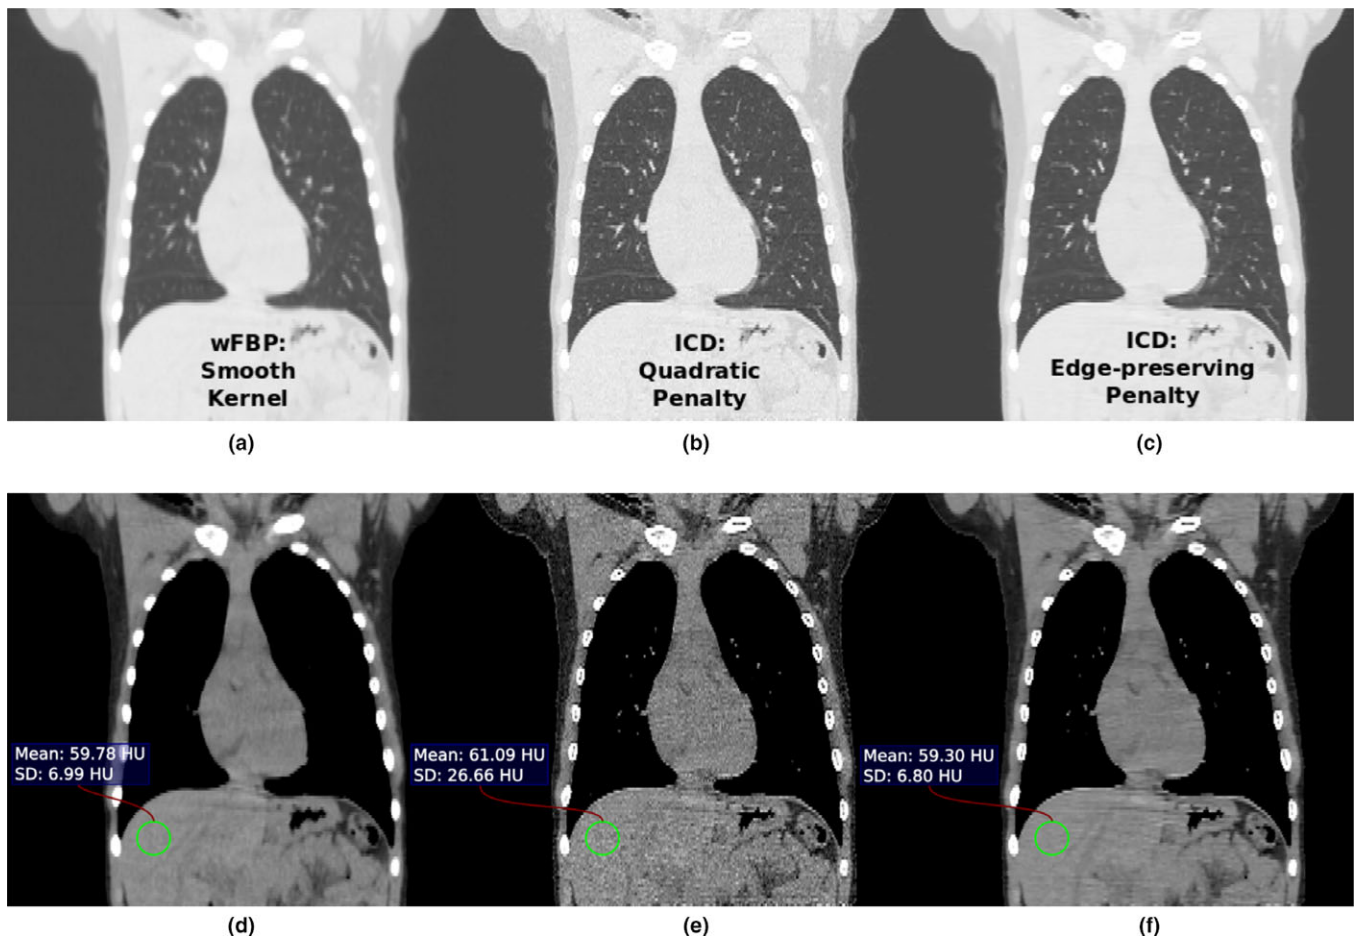 wFBP:
Smooth
Kernel
ICD:
Quadratic
Penalty
ICD:
Edge-preserving
Penalty
(a)
(b)
(c)
Mean: 59.78 HU
SD: 6.99 HU
Mean: 61.09 HU
SD: 26.66 HU
Mean: 59.30 HU
SD: 6.80 HU
(d)
(e)
(f)